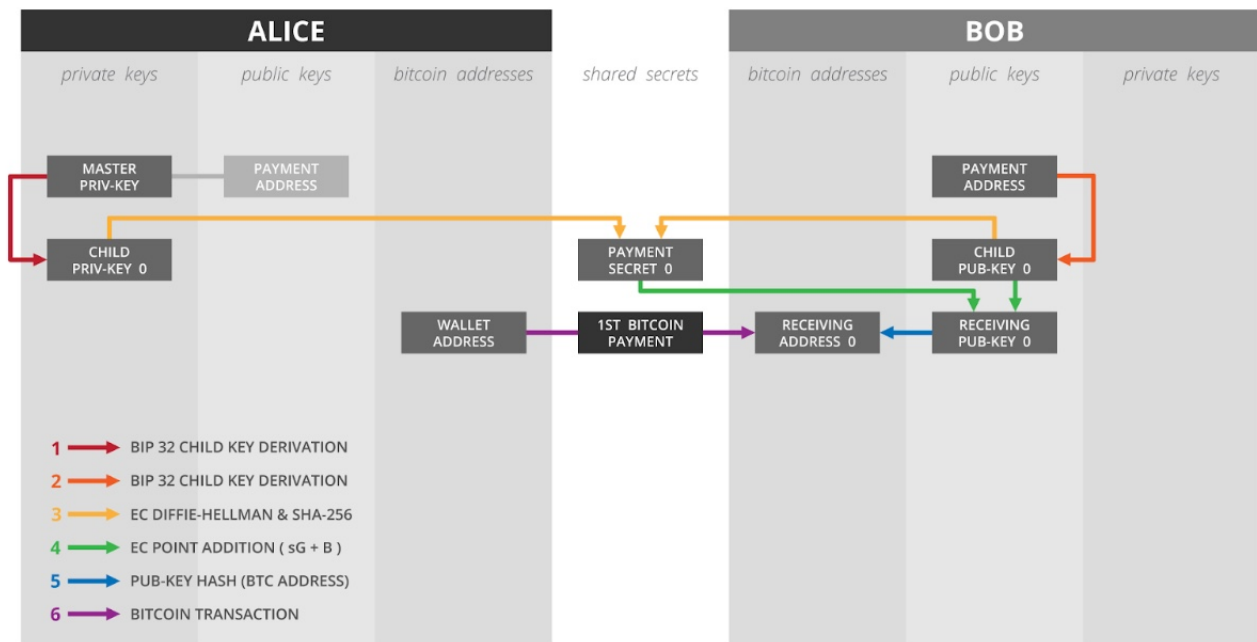 ALICE
BOB
private keys
public keys
bitcoin addresses
shared secrets
bitcoin addresses
public keys
private keys
MASTER
PRIV-KEY
PAYMENT
ADDRESS
PAYMENT
ADDRESS
CHILD
PRIV-KEY 0
PAYMENT
SECRET 0
CHILD
PUB-KEY 0
WALLET
ADDRESS
1ST BITCOIN
PAYMENT
RECEIVING
ADDRESS 0
RECEIVING
PUB-KEY 0
1 BIP 32 CHILD KEY DERIVATION
2 BIP 32 CHILD KEY DERIVATION
3 EC DIFFIE-HELLMAN & SHA-256
4 EC POINT ADDITION ( sG + B )
5 PUB-KEY HASH (BTC ADDRESS)
6 BITCOIN TRANSACTION